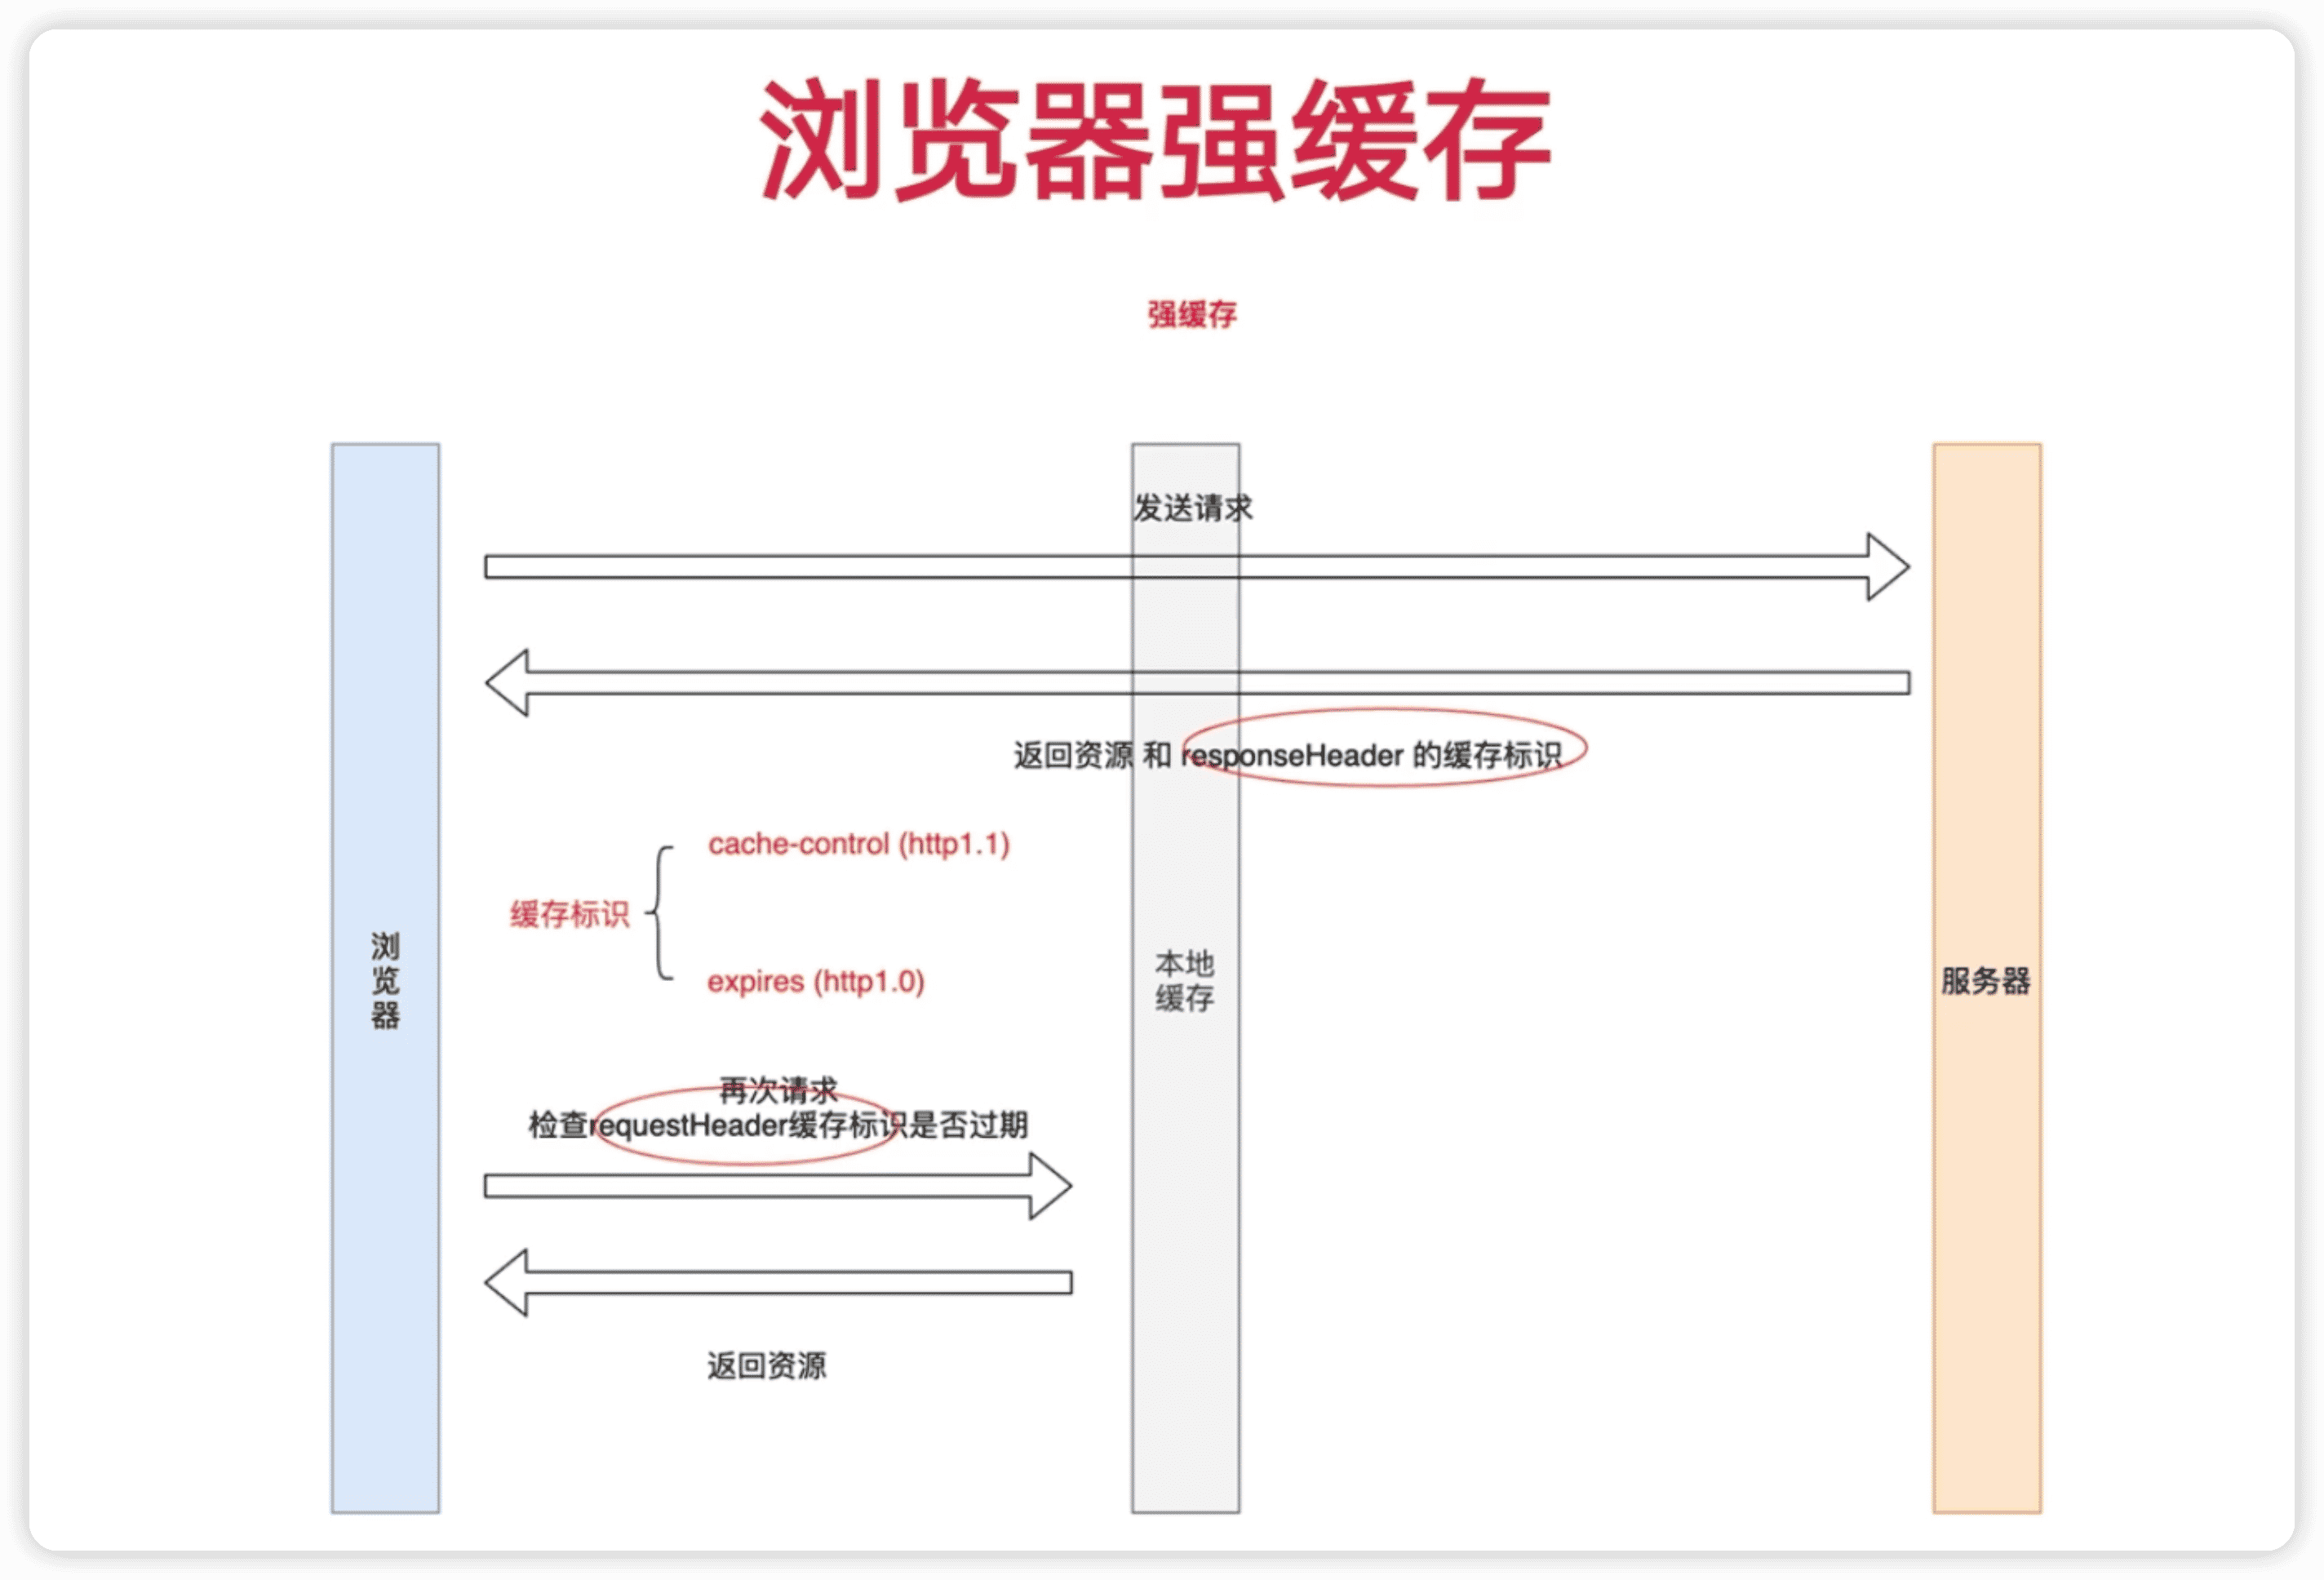 浏览器强缓存
强缓存
发送请求
返回资源 和 responseHeader 的缓存标识
cache-control (http1.1)
缓存标识
expires (http1.0)
浏
览
器
本地
缓存
服务器
再次请求
检查requestHeader缓存标识是否过期
返回资源